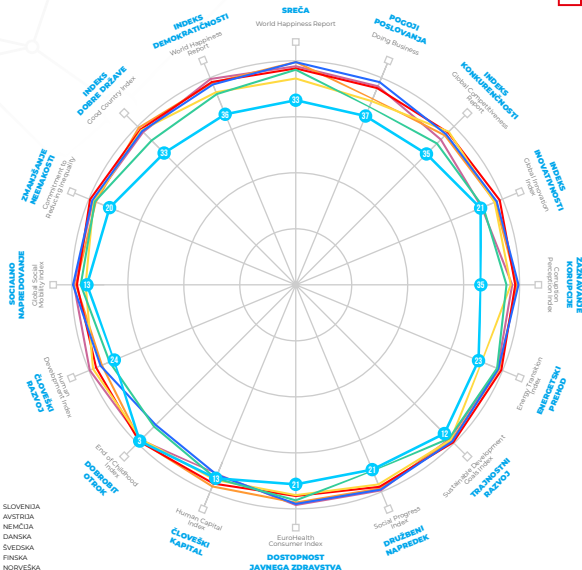 SREČA
World Happiness Report
33
POGOJI
POSLOVANJA
Doing Business
37
INDEKS
KONKURENČNOSTI
Global Competitiveness
Report
35
INDEKS
INOVATIVNOSTI
Global Innovation
Index
21
ZAZNAVANJE
KORUPCIJE
Corruption
Perception Index
35
ENERGETSKI
PREHOD
Energy Transition
Index
23
TRAJNOSTNI
RAZVOJ
Sustainable Development
Goals Index
12
DRUŽBENI
NAPREDEK
Social Progress
Index
21
EuroHealth
Consumer Index
DOSTOPNOST
JAVNEGA ZDRAVSTVA
21
Human Capital
Index
ČLOVEŠKI
KAPITAL
13
End of Childhood
Index
DOBROBIT
OTROK
3
Human
Development Index
ČLOVEŠKI
RAZVOJ
24
SOCIALNO
NAPREDOVANJE
Global Social
Mobility Index
13
ZMANJŠANJE
NEENAKOSTI
Commitment to
Reducing Inequality
20
INDEKS
DOBRE DRŽAVE
Good Country Index
33
INDEKS
DEMOKRATIČNOSTI
World Happiness
Report
36
SLOVENIJA
AVSTRIJA
NEMČIJA
DANSKA
ŠVEDSKA
FINSKA
NORVEŠKA